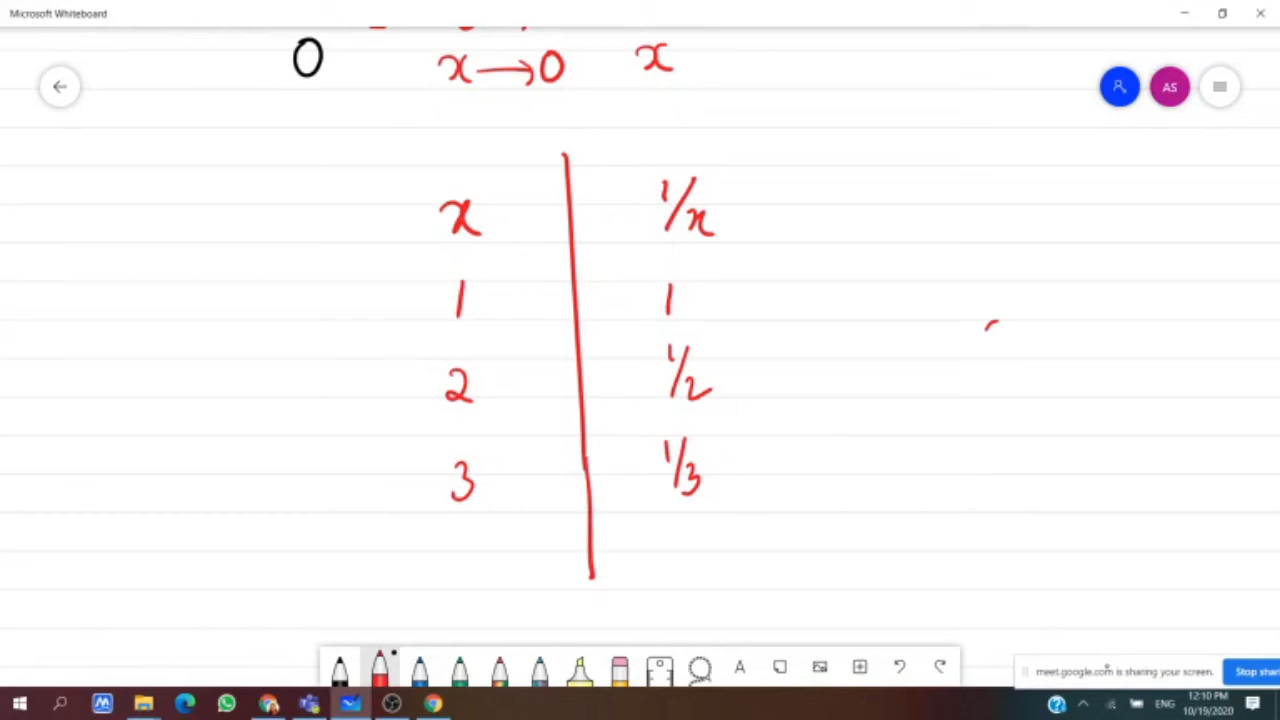 Microsoft Whiteboard
0 x→0 x
AS
x 1/x
1 1
2 1/2
3 1/3
A
meet.google.com is sharing your screen. Stop shar
ENG 12:10 PM
10/19/2020